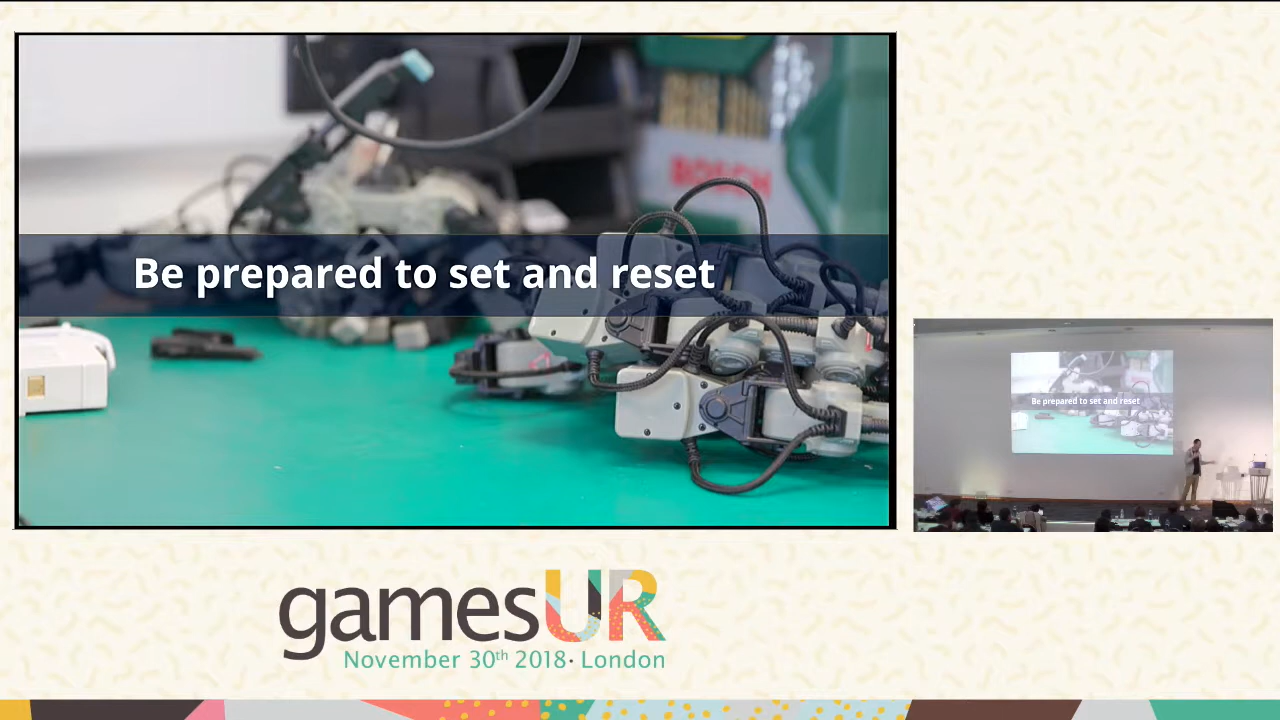 BOSCH
Be prepared to set and reset
Be prepared to set and reset
gamesUR
November 30th 2018· London